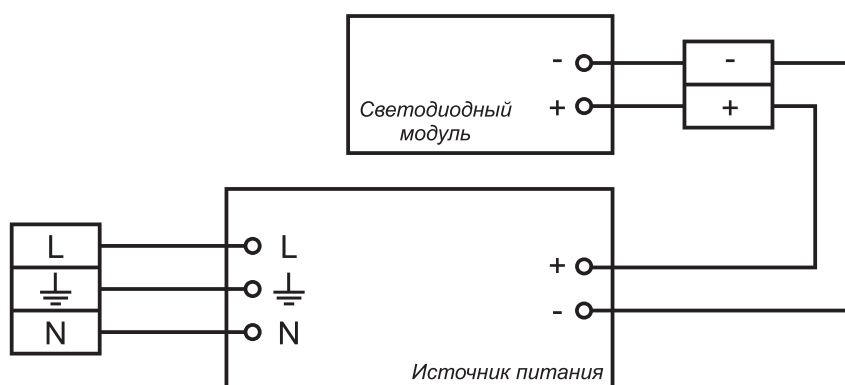 - -
Светодиодный + +
модуль
L L
+
-
N N
Источник питания